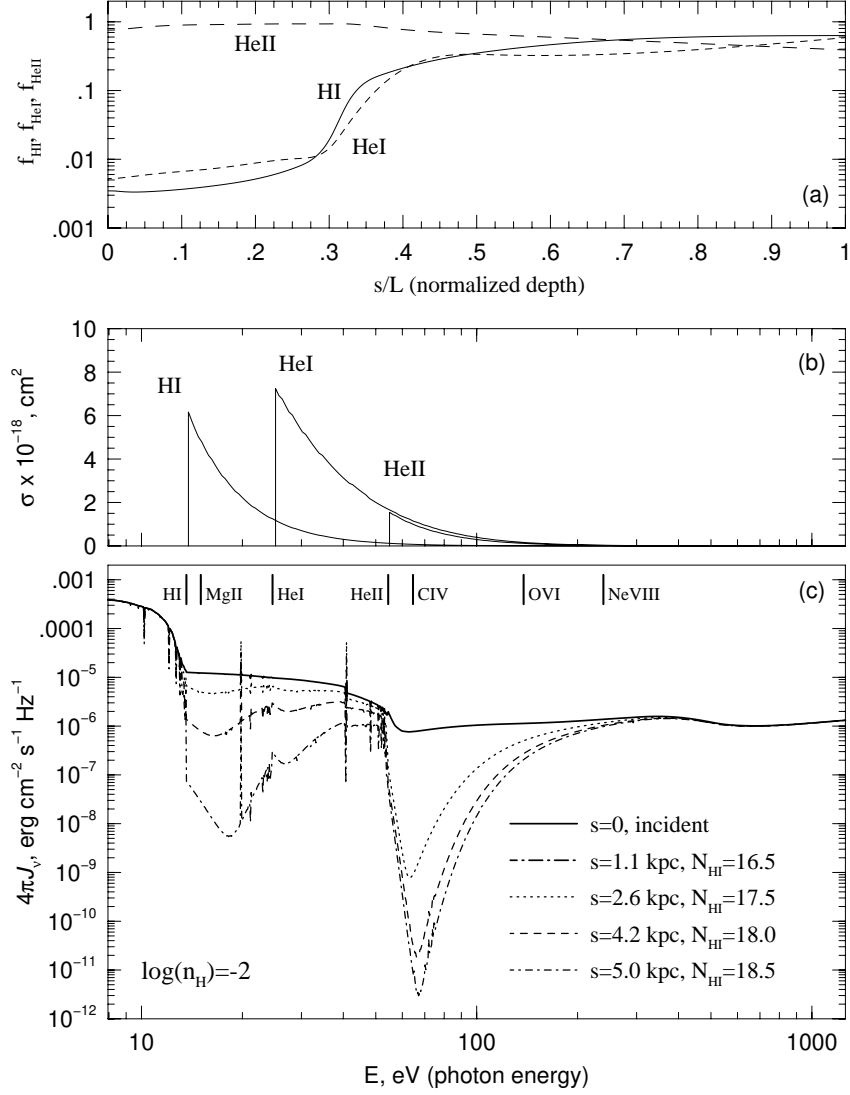 1
.1
.01
.001
f_HI, f_HeI, f_HeII
HeII
HI
HeI
(a)
0 .1 .2 .3 .4 .5 .6 .7 .8 .9 1
s/L (normalized depth)
10
8
6
4
2
0
σ x 10⁻¹⁸, cm²
HI
HeI
HeII
(b)
HI MgII HeI HeII CIV OVI NeVIII
(c)
.001
.0001
10⁻⁵
10⁻⁶
10⁻⁷
10⁻⁸
10⁻⁹
10⁻¹⁰
10⁻¹¹
10⁻¹²
4πJ_ν, erg cm⁻² s⁻¹ Hz⁻¹
s=0, incident
s=1.1 kpc, N_HI=16.5
s=2.6 kpc, N_HI=17.5
s=4.2 kpc, N_HI=18.0
s=5.0 kpc, N_HI=18.5
log(n_H)=-2
10 100 1000
E, eV (photon energy)